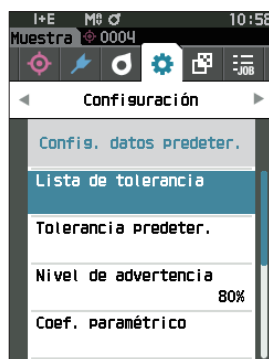 I+E M0 10:58
Muestra 0004
JOB
Configuración
Config. datos predeter.
Lista de tolerancia
Tolerancia predeter.
Nivel de advertencia
80%
Coef. paramétrico